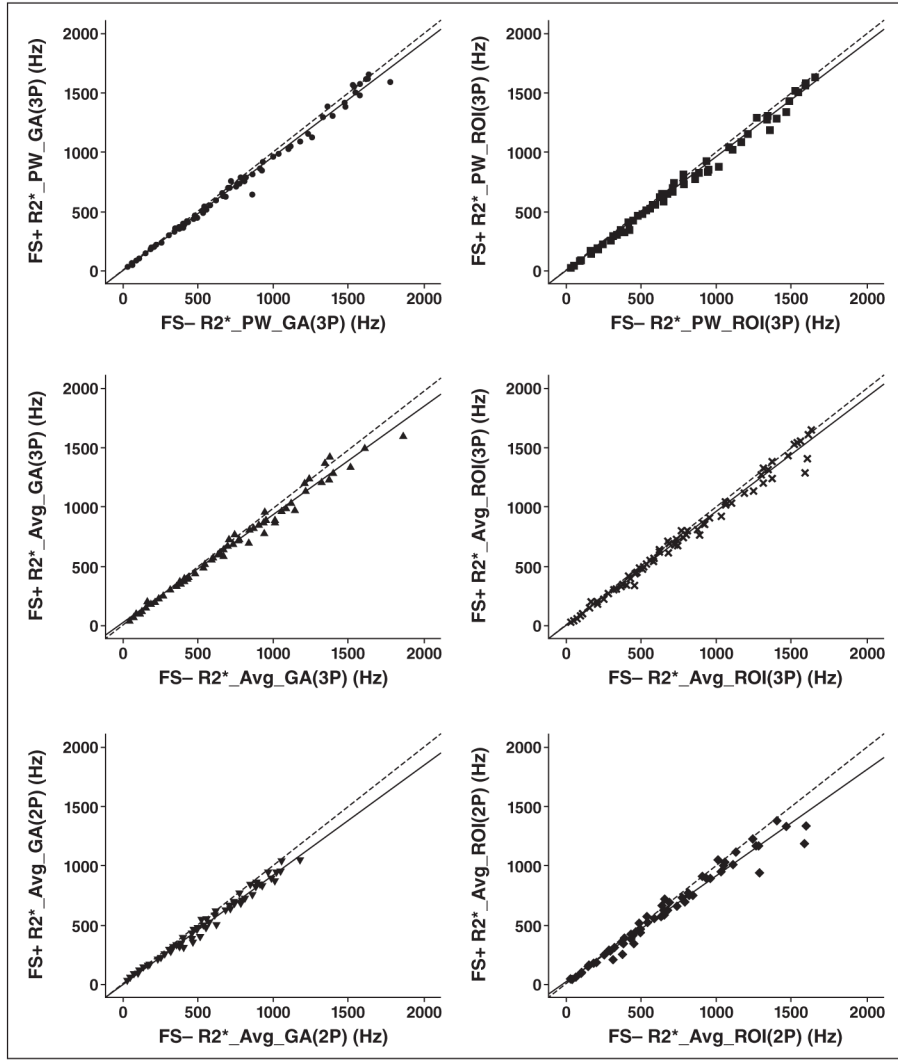 FS+ R2*_PW_GA(3P) (Hz)
2000
1500
1000
500
0
0 500 1000 1500 2000
FS– R2*_PW_GA(3P) (Hz)
FS+ R2*_PW_ROI(3P) (Hz)
2000
1500
1000
500
0
0 500 1000 1500 2000
FS– R2*_PW_ROI(3P) (Hz)
FS+ R2*_Avg_GA(3P) (Hz)
2000
1500
1000
500
0
0 500 1000 1500 2000
FS– R2*_Avg_GA(3P) (Hz)
FS+ R2*_Avg_ROI(3P) (Hz)
2000
1500
1000
500
0
0 500 1000 1500 2000
FS– R2*_Avg_ROI(3P) (Hz)
FS+ R2*_Avg_GA(2P) (Hz)
2000
1500
1000
500
0
0 500 1000 1500 2000
FS– R2*_Avg_GA(2P) (Hz)
FS+ R2*_Avg_ROI(2P) (Hz)
2000
1500
1000
500
0
0 500 1000 1500 2000
FS– R2*_Avg_ROI(2P) (Hz)